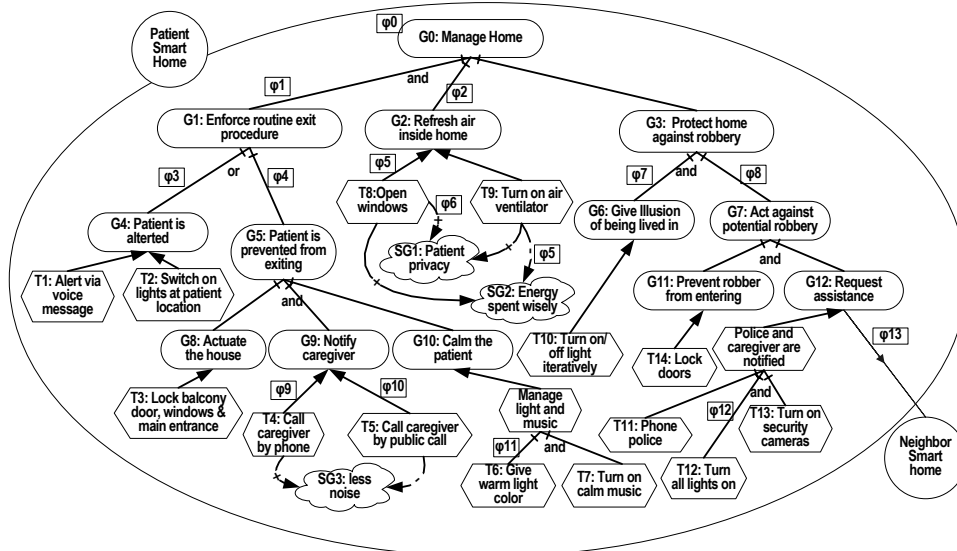 φ0
G0: Manage Home
Patient
Smart
Home
and
φ1
φ2
G1: Enforce routine exit
procedure
G2: Refresh air
inside home
G3: Protect home
against robbery
φ5
or
φ3
φ4
φ7
and
φ8
T8:Open
windows
φ6
T9: Turn on air
ventilator
G4: Patient is
altered
G5: Patient is
prevented from
exiting
G6: Give Illusion
of being lived in
G7: Act against
potential robbery
SG1: Patient
privacy
φ5
and
T1: Alert via
voice
message
T2: Switch on
lights at patient
location
SG2: Energy
spent wisely
G11: Prevent robber
from entering
G12: Request
assistance
and
G8: Actuate
the house
G9: Notify
caregiver
G10: Calm the
patient
T10: Turn on/
off light
iteratively
T14: Lock
doors
Police and
caregiver are
notified
φ13
φ9
φ10
T3: Lock balcony
door, windows &
main entrance
T4: Call
caregiver
by phone
T5: Call caregiver
by public call
Manage
light and
music
and
φ12
T11: Phone
police
T13: Turn on
security
cameras
φ11
and
SG3: less
noise
T6: Give
warm light
color
T7: Turn on
calm music
T12: Turn
all lights on
Neighbor
Smart
home